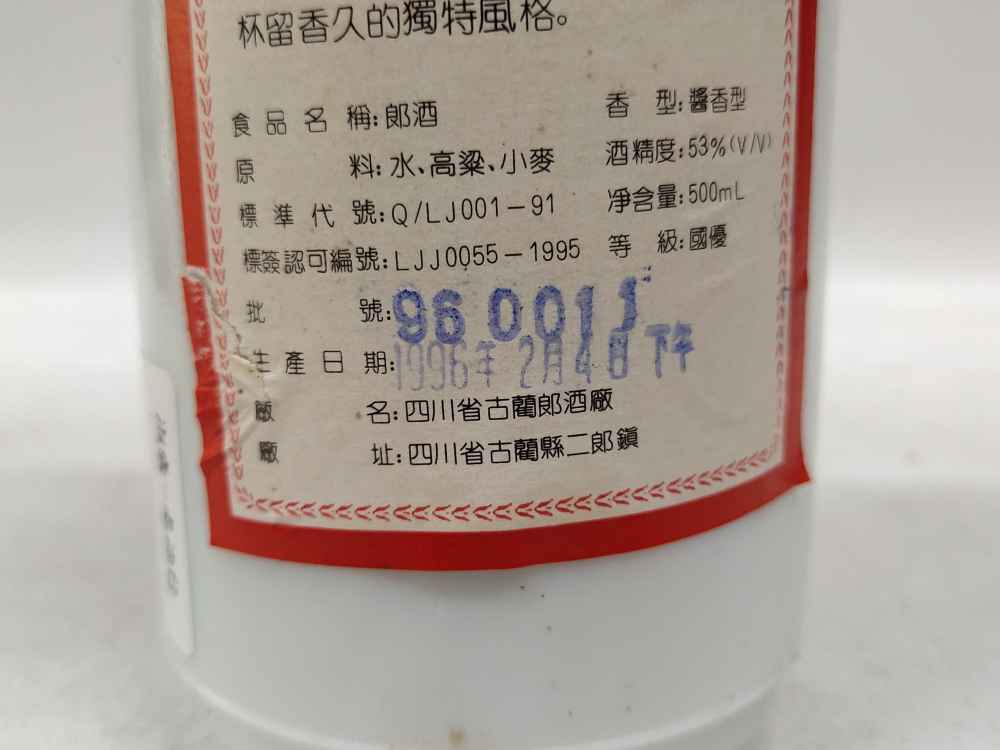 杯留香久的獨特風格。
食品名稱:郎酒 香型:醬香型
原料:水、高粱、小麥 酒精度:53%(V/V)
標準代號:Q/LJ001-91 净含量:500mL
標簽認可編號:LJJ0055-1995 等級:國優
批號:960011
生產日期:1996年2月4日下午
廠名:四川省古藺郎酒廠
廠址:四川省古藺縣二郎鎮